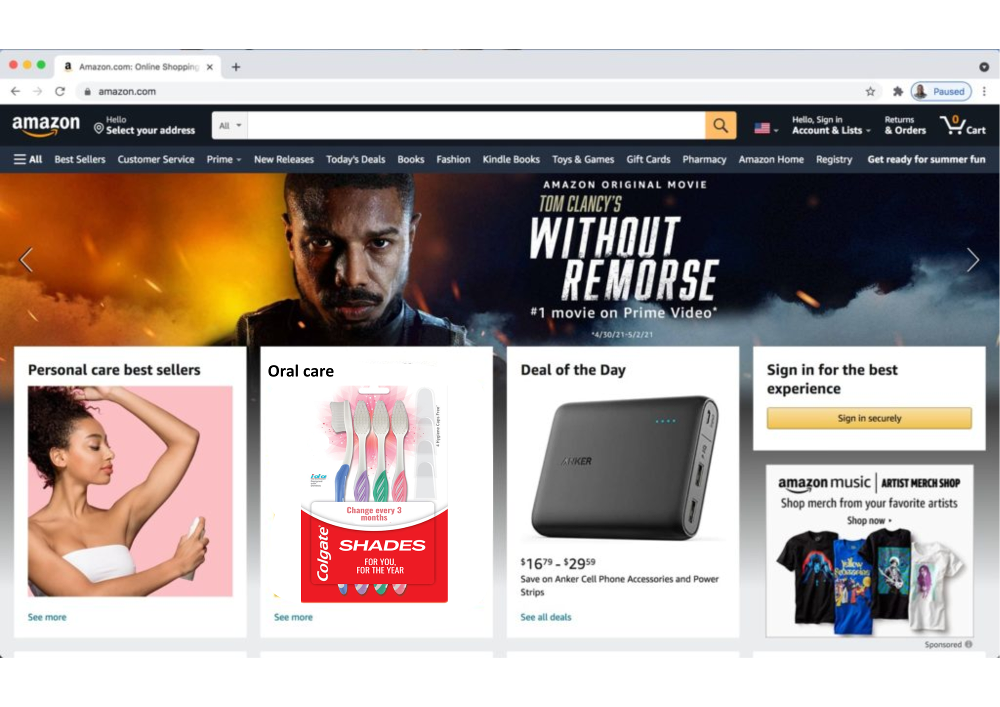 a Amazon.com: Online Shopping
amazon.com
Paused
amazon
Hello
Select your address
All
Hello, Sign in
Account & Lists
Returns
& Orders
0
Cart
All Best Sellers Customer Service Prime New Releases Today's Deals Books Fashion Kindle Books Toys & Games Gift Cards Pharmacy Amazon Home Registry Get ready for summer fun
AMAZON ORIGINAL MOVIE
TOM CLANCY'S
WITHOUT
REMORSE
#1 movie on Prime Video*
*4/30/21-5/2/21
Personal care best sellers
See more
Oral care
4 Hygiene Caps Free*
Designed
with
Dentists
Change every 3
months
Colgate
SHADES
FOR YOU,
FOR THE YEAR
See more
Deal of the Day
ANKER
$1679 - $2959
Save on Anker Cell Phone Accessories and Power
Strips
See all deals
Sign in for the best
experience
Sign in securely
amazon music | ARTIST MERCH SHOP
Shop merch from your favorite artists
Shop now
Yellow
Sponsored